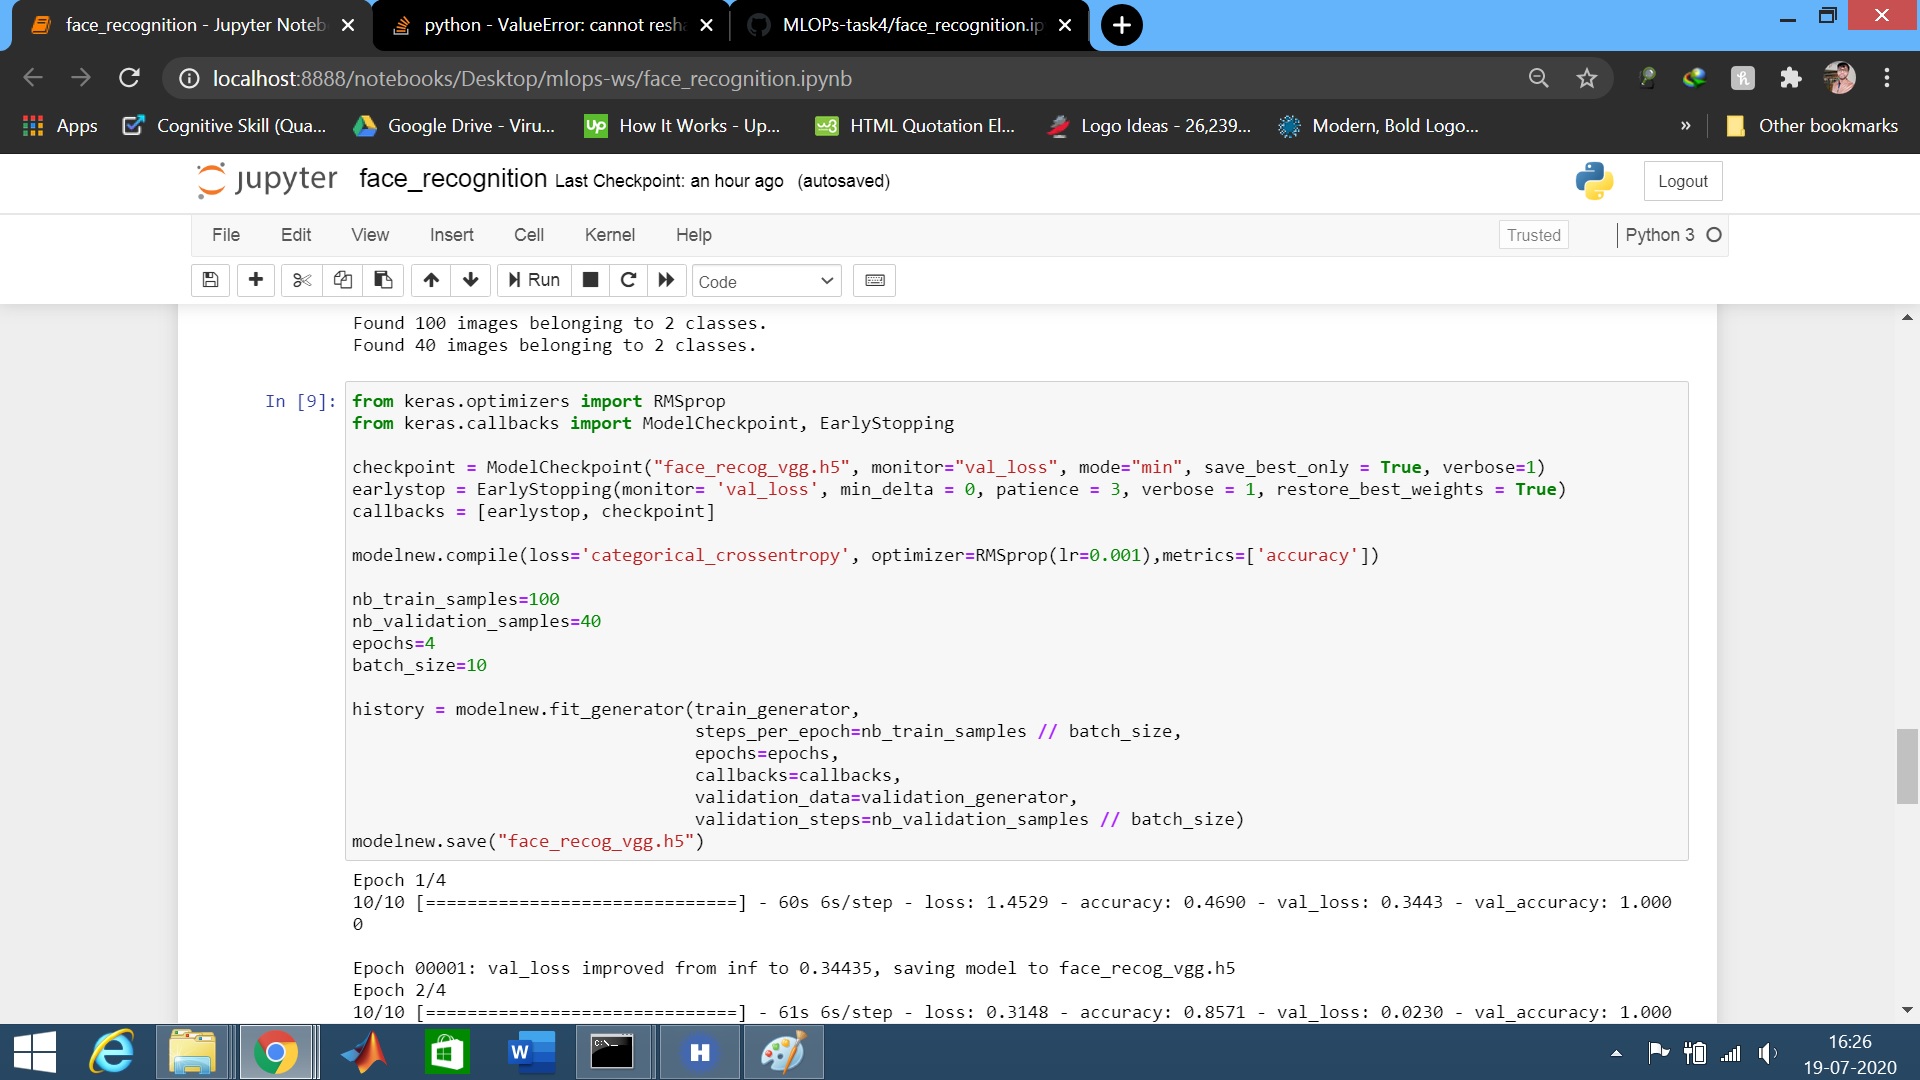 face_recognition - Jupyter Noteb
python - ValueError: cannot resha
MLOPs-task4/face_recognition.ip
localhost:8888/notebooks/Desktop/mlops-ws/face_recognition.ipynb
Apps
Cognitive Skill (Qua...
Google Drive - Viru...
Up
How It Works - Up...
w3
HTML Quotation El...
Logo Ideas - 26,239...
Modern, Bold Logo...
»
Other bookmarks
jupyter
face_recognition Last Checkpoint: an hour ago (autosaved)
Logout
File
Edit
View
Insert
Cell
Kernel
Help
Trusted
Python 3
Run
Code
Found 100 images belonging to 2 classes.
Found 40 images belonging to 2 classes.
In [9]:
from keras.optimizers import RMSprop
from keras.callbacks import ModelCheckpoint, EarlyStopping
checkpoint = ModelCheckpoint("face_recog_vgg.h5", monitor="val_loss", mode="min", save_best_only = True, verbose=1)
earlystop = EarlyStopping(monitor= 'val_loss', min_delta = 0, patience = 3, verbose = 1, restore_best_weights = True)
callbacks = [earlystop, checkpoint]
modelnew.compile(loss='categorical_crossentropy', optimizer=RMSprop(lr=0.001),metrics=['accuracy'])
nb_train_samples=100
nb_validation_samples=40
epochs=4
batch_size=10
history = modelnew.fit_generator(train_generator,
steps_per_epoch=nb_train_samples // batch_size,
epochs=epochs,
callbacks=callbacks,
validation_data=validation_generator,
validation_steps=nb_validation_samples // batch_size)
modelnew.save("face_recog_vgg.h5")
Epoch 1/4
10/10 [==============================] - 60s 6s/step - loss: 1.4529 - accuracy: 0.4690 - val_loss: 0.3443 - val_accuracy: 1.000
0
Epoch 00001: val_loss improved from inf to 0.34435, saving model to face_recog_vgg.h5
Epoch 2/4
10/10 [==============================] - 61s 6s/step - loss: 0.3148 - accuracy: 0.8571 - val_loss: 0.0230 - val_accuracy: 1.000
16:26
19-07-2020